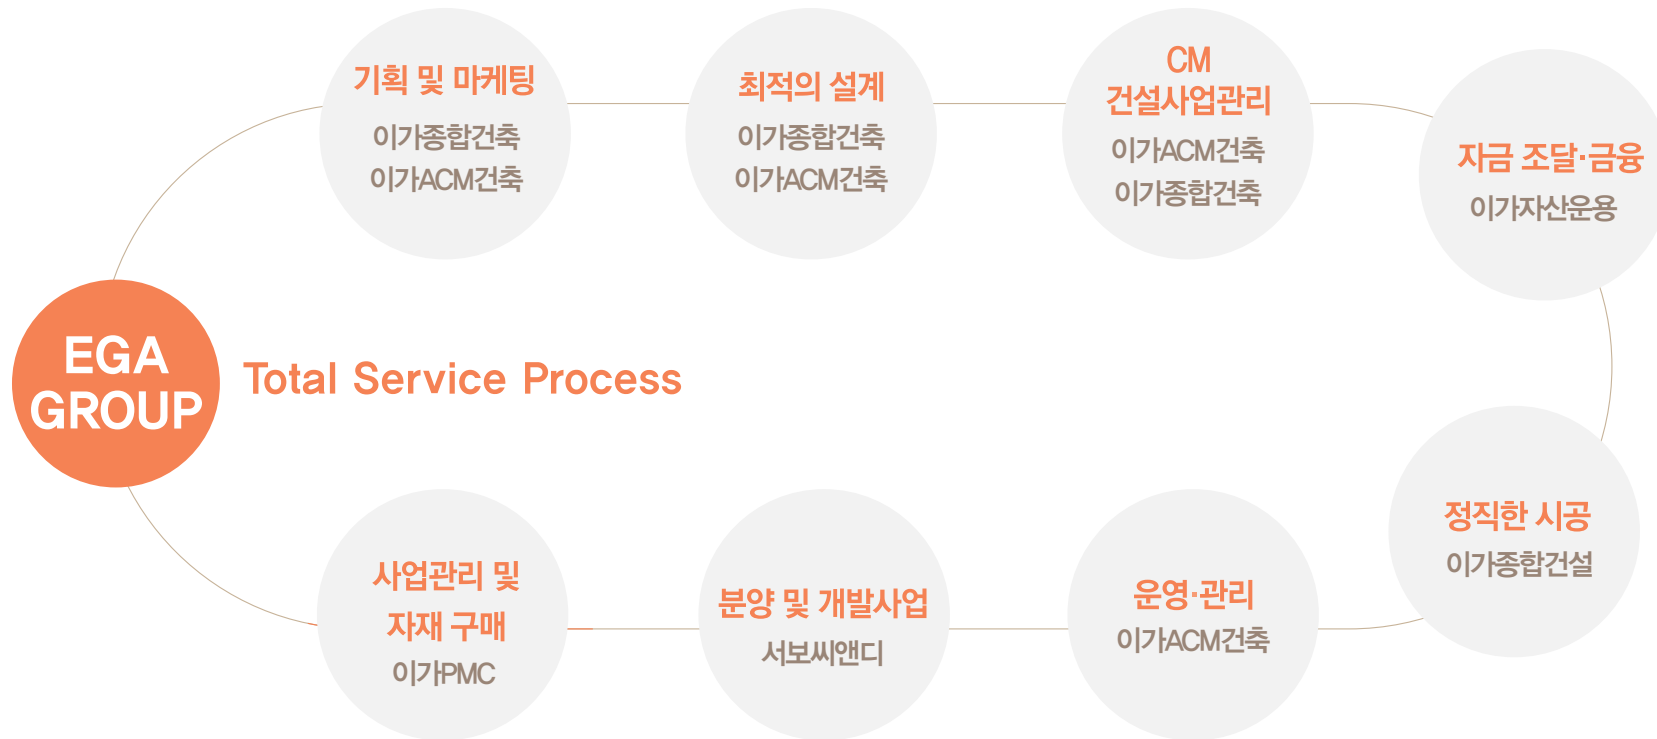 기획 및 마케팅
이가종합건축
이가ACM건축
최적의 설계
이가종합건축
이가ACM건축
CM
건설사업관리
이가ACM건축
이가종합건축
자금 조달·금융
이가자산운용
EGA
GROUP
Total Service Process
정직한 시공
이가종합건설
사업관리 및
자재 구매
이가PMC
분양 및 개발사업
서보씨앤디
운영·관리
이가ACM건축